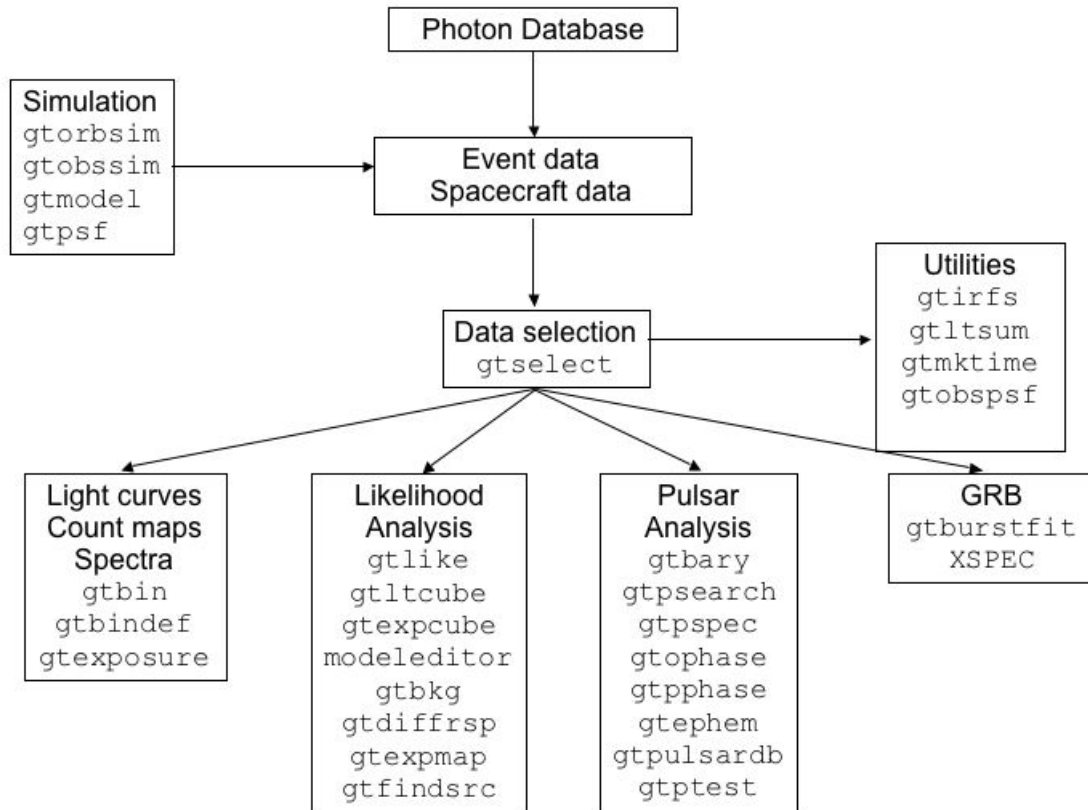 Photon Database
Simulation
gtorbsim
gtobssim
gtmodel
gtpsf
Event data
Spacecraft data
Utilities
gtirfs
gtltsum
gtmktime
gtobspsf
Data selection
gtselect
Light curves
Count maps
Spectra
gtbin
gtbindef
gtexposure
Likelihood
Analysis
gtlike
gtltcube
gtexpcube
modeleditor
gtbkg
gtdiffrsp
gtexpmap
gtfindsrc
Pulsar
Analysis
gtbary
gtpsearch
gtpspec
gtophase
gtpphase
gtephem
gtpulsardb
gtptest
GRB
gtburstfit
XSPEC